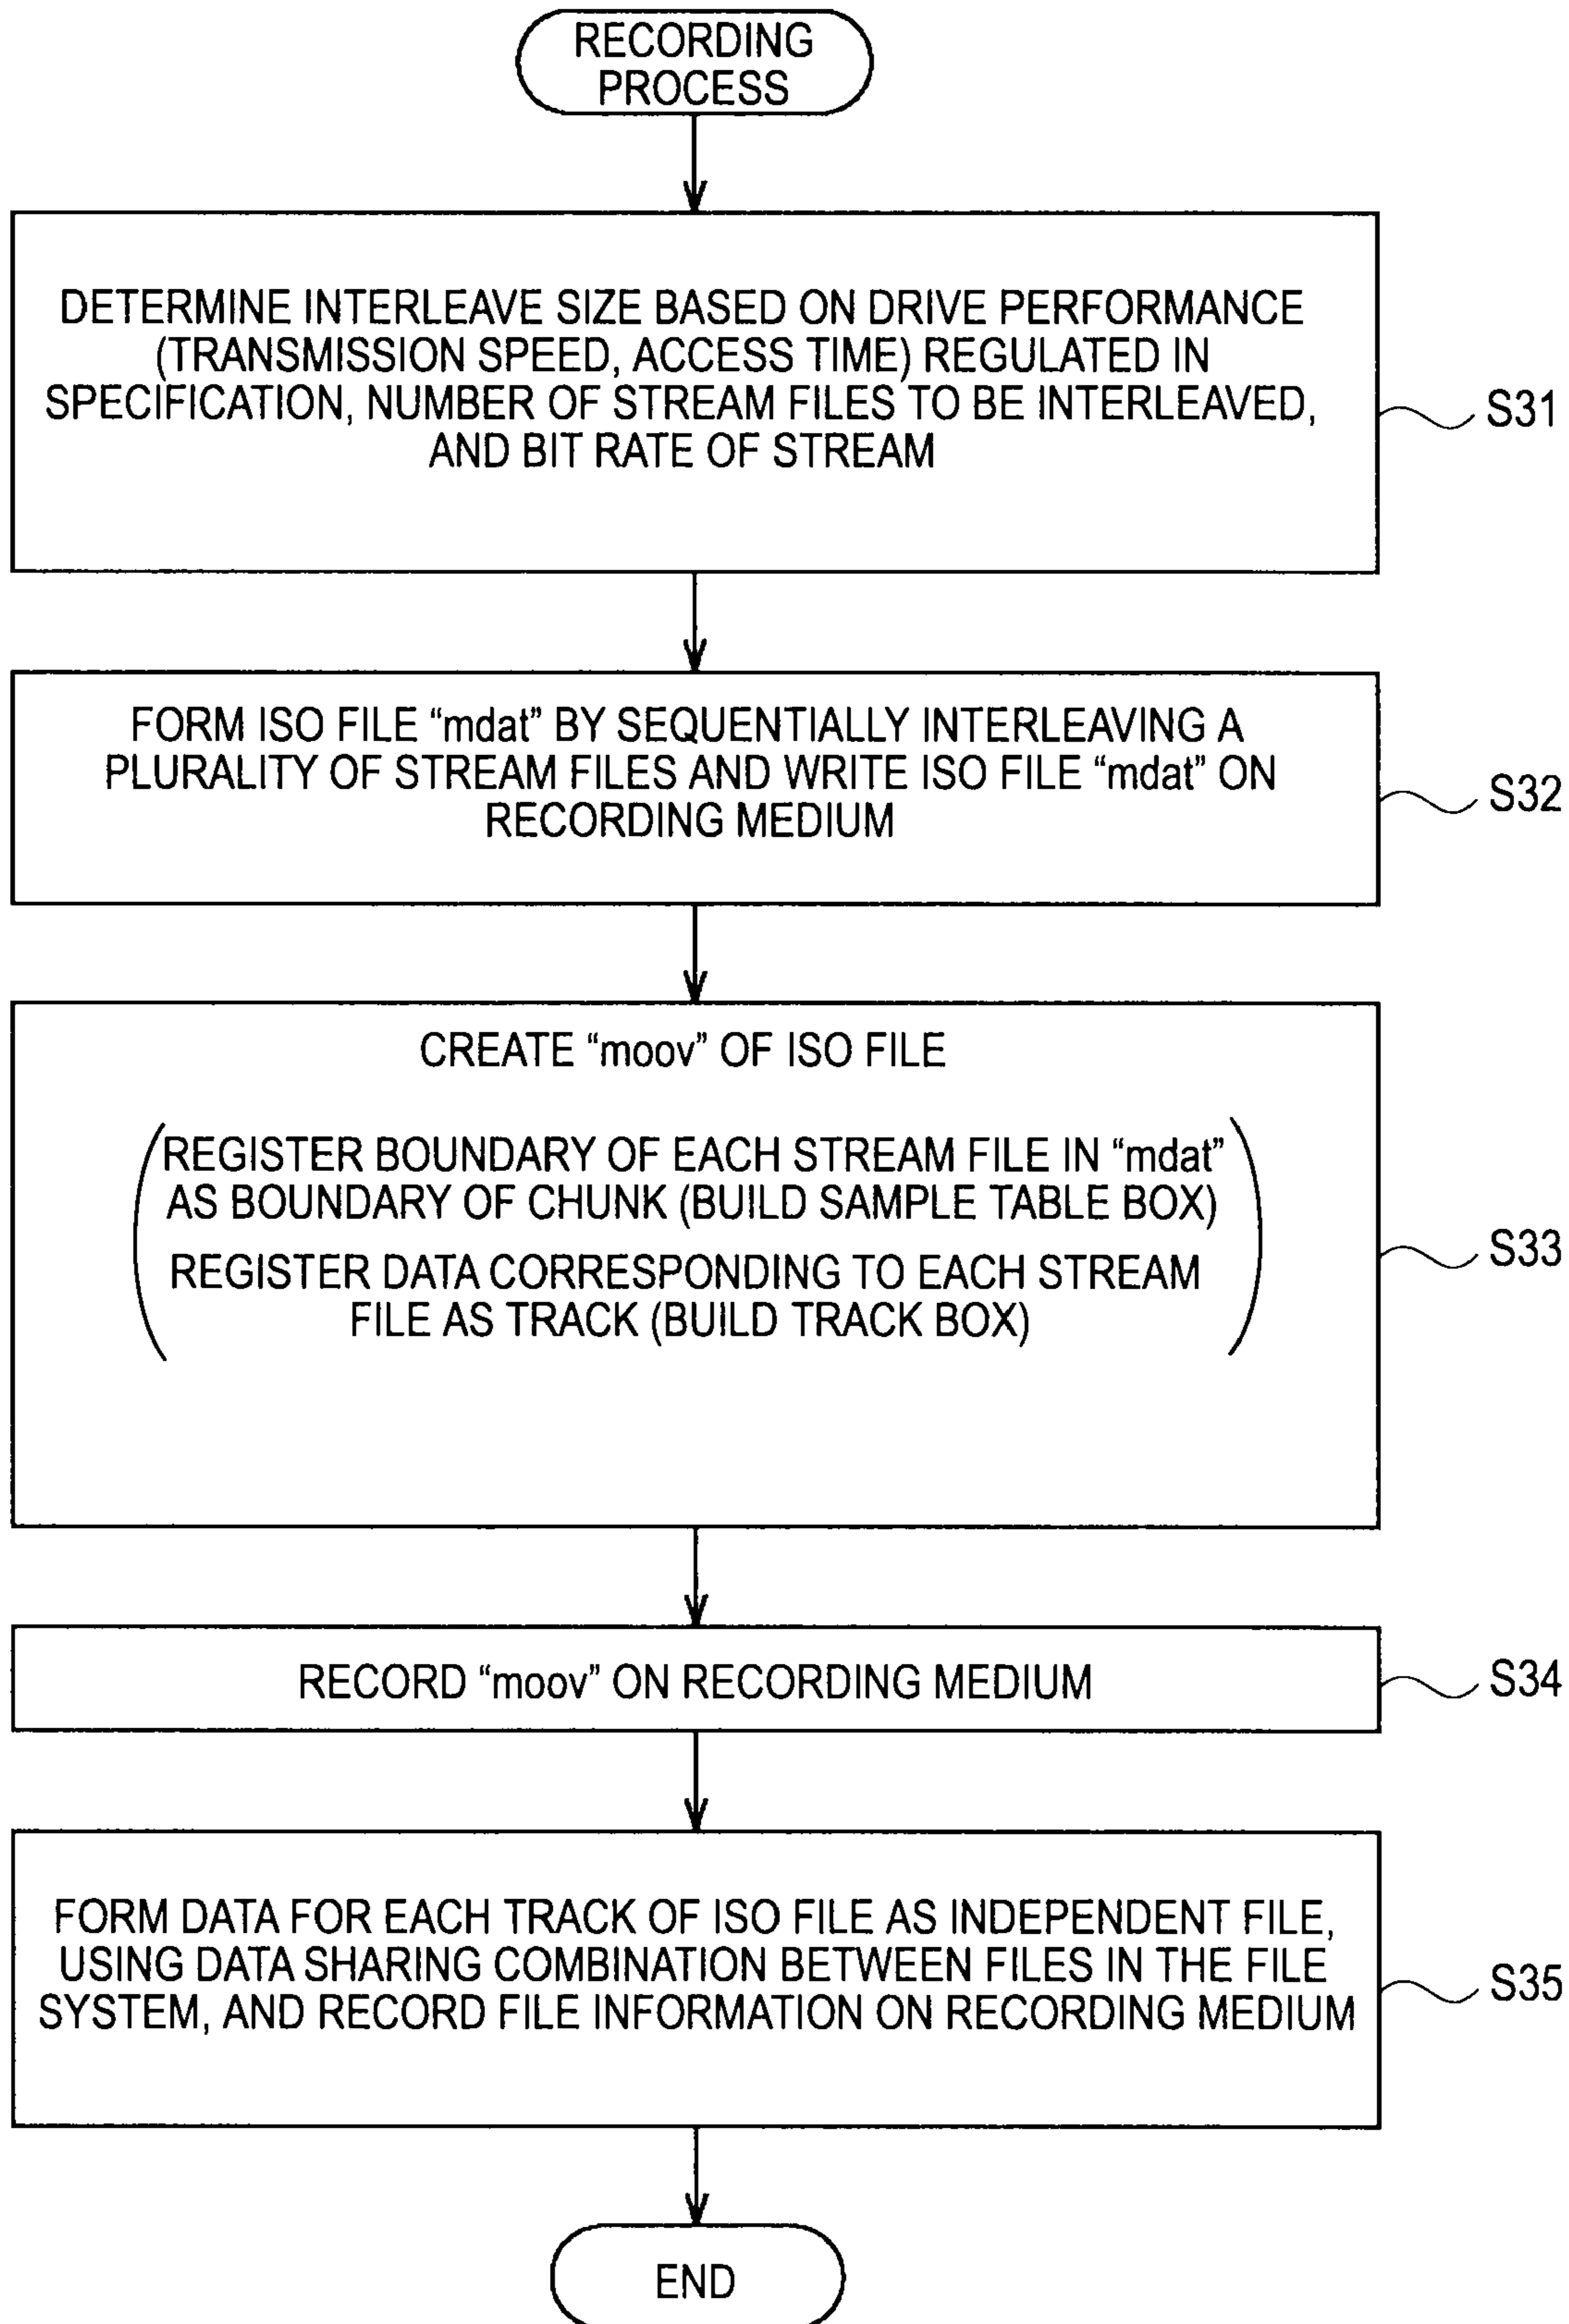 RECORDING
PROCESS
DETERMINE INTERLEAVE SIZE BASED ON DRIVE PERFORMANCE
(TRANSMISSION SPEED, ACCESS TIME) REGULATED IN
SPECIFICATION, NUMBER OF STREAM FILES TO BE INTERLEAVED,
AND BIT RATE OF STREAM
S31
FORM ISO FILE “mdat” BY SEQUENTIALLY INTERLEAVING A
PLURALITY OF STREAM FILES AND WRITE ISO FILE “mdat” ON
RECORDING MEDIUM
S32
CREATE “moov” OF ISO FILE
REGISTER BOUNDARY OF EACH STREAM FILE IN “mdat”
AS BOUNDARY OF CHUNK (BUILD SAMPLE TABLE BOX)
REGISTER DATA CORRESPONDING TO EACH STREAM
FILE AS TRACK (BUILD TRACK BOX)
S33
RECORD “moov” ON RECORDING MEDIUM
S34
FORM DATA FOR EACH TRACK OF ISO FILE AS INDEPENDENT FILE,
USING DATA SHARING COMBINATION BETWEEN FILES IN THE FILE
SYSTEM, AND RECORD FILE INFORMATION ON RECORDING MEDIUM
S35
END